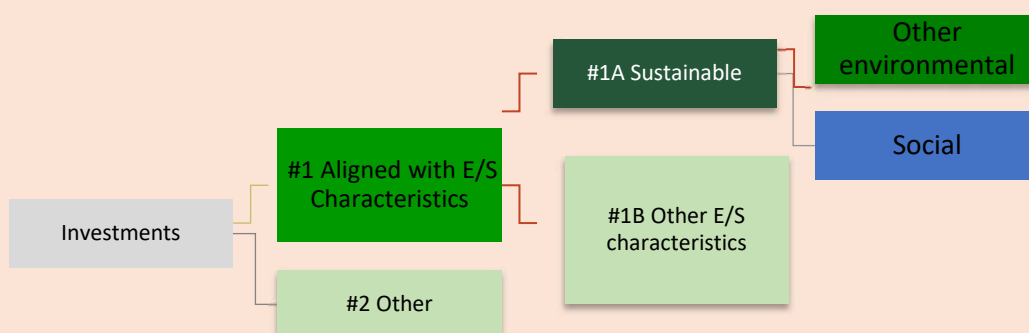 Other
environmental
#1A Sustainable
Social
#1 Aligned with E/S
Characteristics
#1B Other E/S
characteristics
Investments
#2 Other